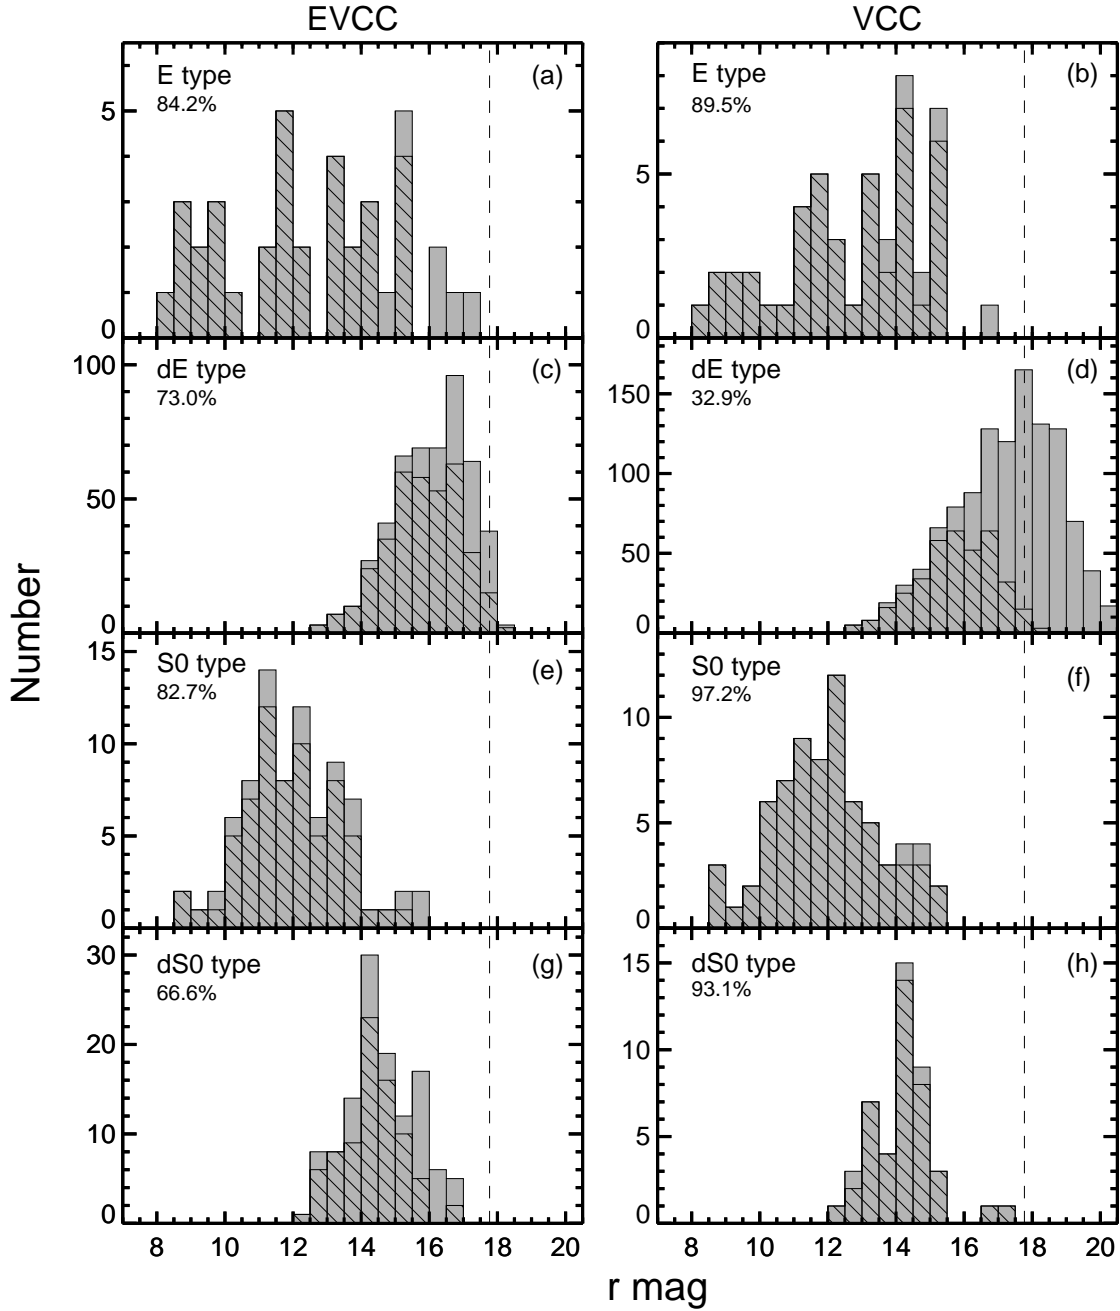 EVCC
VCC
E type
84.2%
(a)
5
0
E type
89.5%
(b)
5
0
dE type
73.0%
(c)
100
50
0
dE type
32.9%
(d)
150
100
50
0
S0 type
82.7%
(e)
15
10
5
0
S0 type
97.2%
(f)
10
5
0
dS0 type
66.6%
(g)
30
20
10
0
dS0 type
93.1%
(h)
15
10
5
0
8 10 12 14 16 18 20
8 10 12 14 16 18 20
Number
r mag